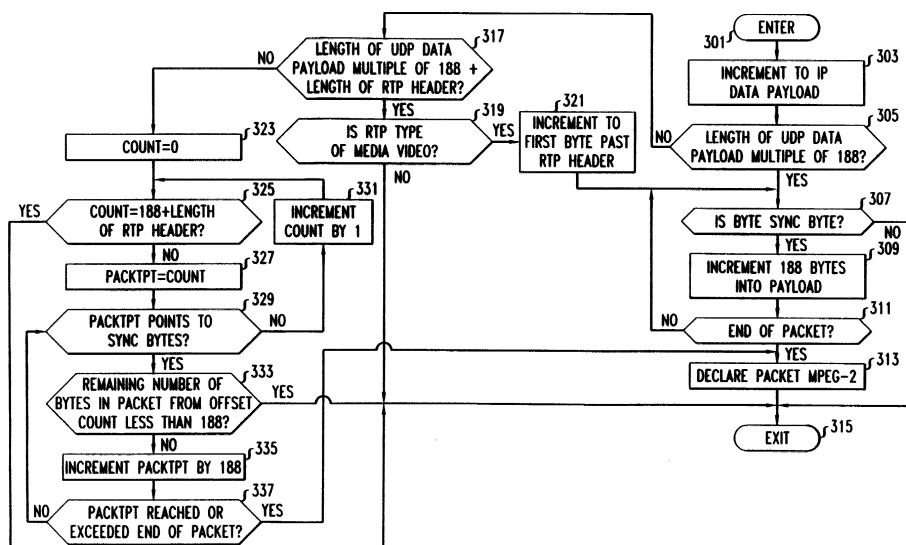 ENTER
301
303
INCREMENT TO IP
DATA PAYLOAD
305
LENGTH OF UDP DATA
PAYLOAD MULTIPLE OF 188?
NO
YES
307
IS BYTE SYNC BYTE?
NO
YES
309
INCREMENT 188 BYTES
INTO PAYLOAD
311
NO
END OF PACKET?
YES
313
DECLARE PACKET MPEG-2
EXIT
315
317
LENGTH OF UDP DATA
PAYLOAD MULTIPLE OF 188 +
LENGTH OF RTP HEADER?
NO
YES
319
IS RTP TYPE
OF MEDIA VIDEO?
YES
NO
321
INCREMENT TO
FIRST BYTE PAST
RTP HEADER
323
COUNT=0
325
YES
COUNT=188+LENGTH
OF RTP HEADER?
NO
331
INCREMENT
COUNT BY 1
327
PACKTPT=COUNT
329
PACKTPT POINTS TO
SYNC BYTES?
NO
YES
333
REMAINING NUMBER OF
BYTES IN PACKET FROM OFFSET
COUNT LESS THAN 188?
YES
NO
335
INCREMENT PACKTPT BY 188
337
NO
PACKTPT REACHED OR
EXCEEDED END OF PACKET?
YES